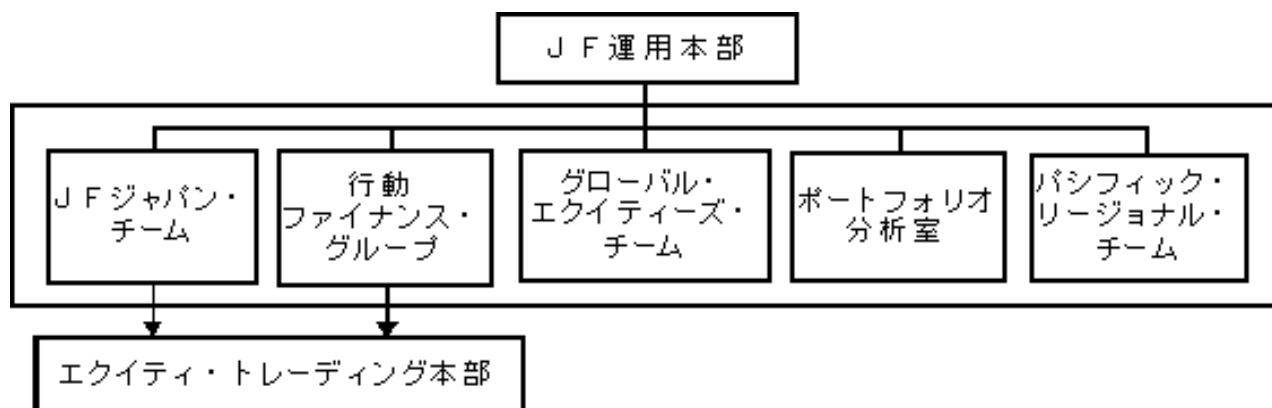 ＪＦ運用本部
ＪＦジャパン・
チーム
行動
ファイナンス・
グループ
グローバル・
エクイティーズ・
チーム
ポートフォリオ
分析室
パシフィック・
リージョナル・
チーム
エクイティ・トレーディング本部